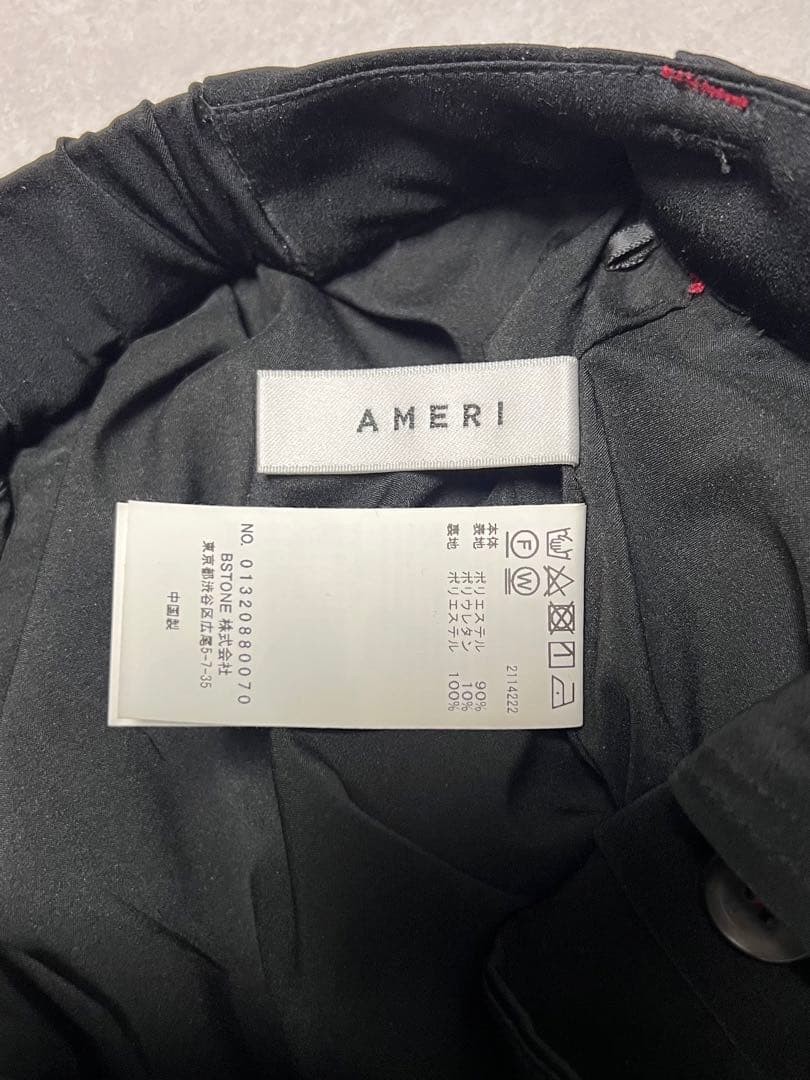 AMERI
2114222
本体
表地 ポリエステル 90%
ポリウレタン 10%
裏地 ポリエステル 100%
NO. 01320880070
BSTONE 株式会社
東京都渋谷区広尾5-7-35
中国製